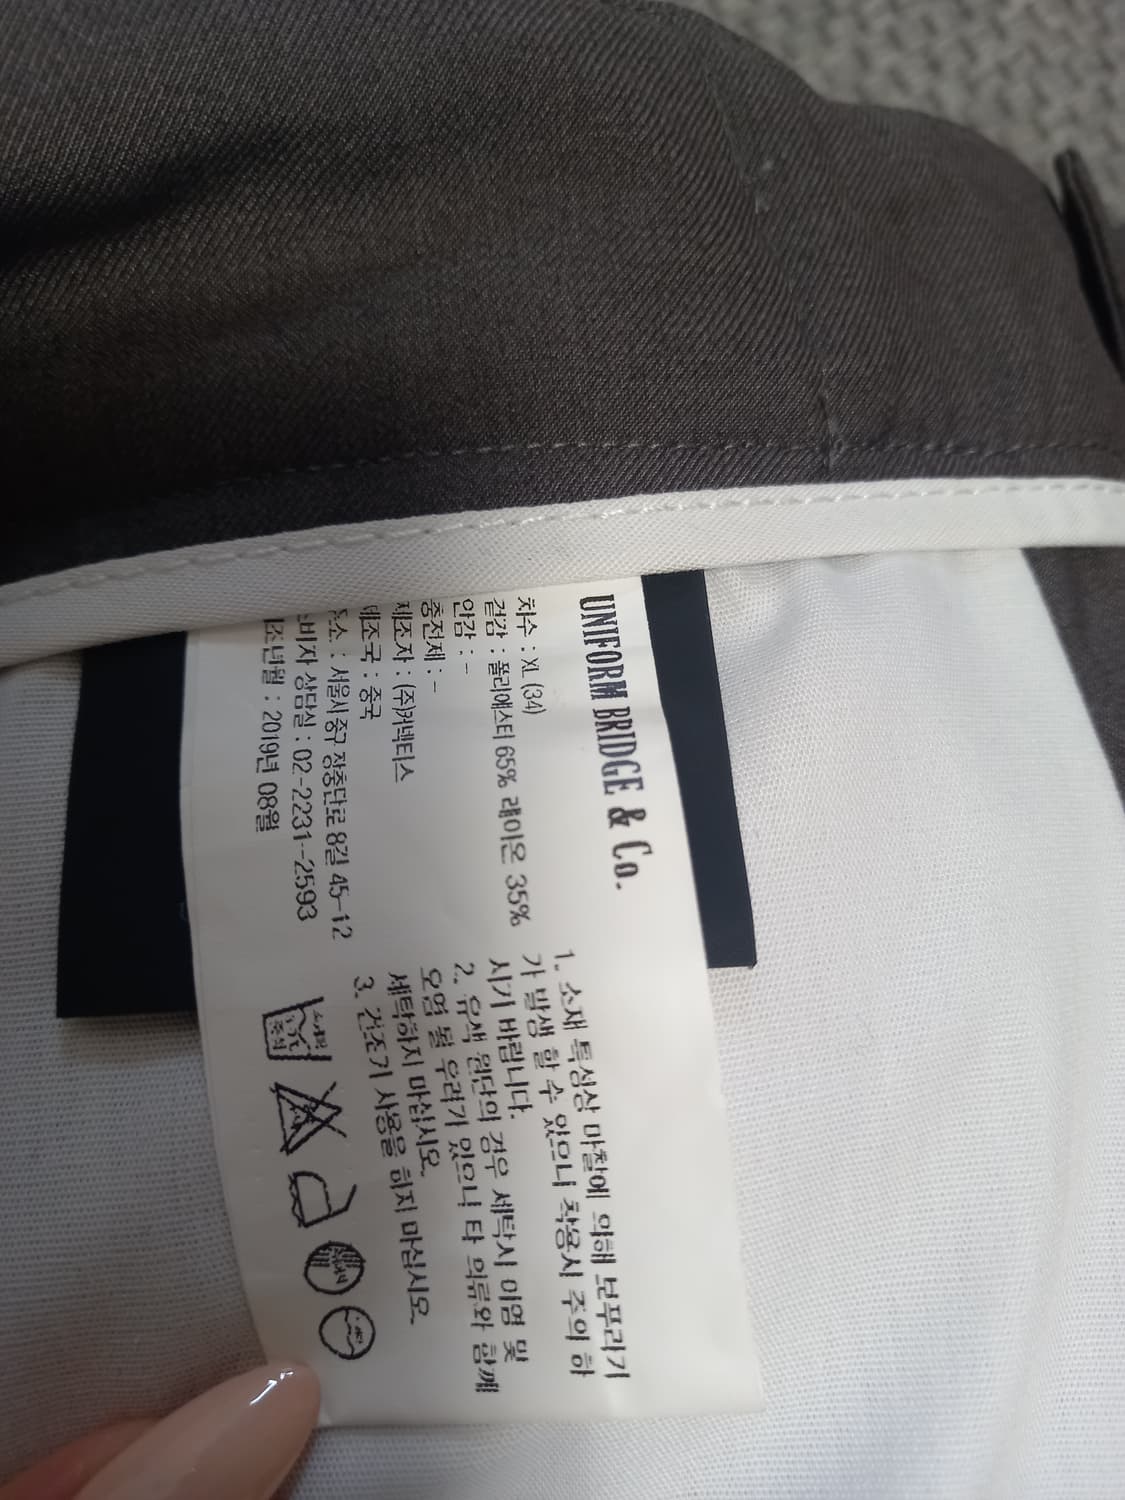 UNIFORM BRIDGE & Co.
치수 : XL (34)
겉감 : 폴리에스터 65% 레이온 35%
안감 : -
충전제 : -
제조자 : (주)커넥티스
제조국 : 중국
주소 : 서울시 중구 장충단로 8길 45-12
소비자 상담실 : 02-2231-2593
제조년월 : 2019년 08월
1. 소재 특성상 마찰에 의해 보푸라기
가 발생 할 수 있으니 착용시 주의 하
시기 바랍니다.
2. 유색 원단의 경우 세탁시 이염 및
오염 될 우려가 있으니 타 의류와 함께
세탁하지 마십시오.
3. 건조기 사용을 하지 마십시오.